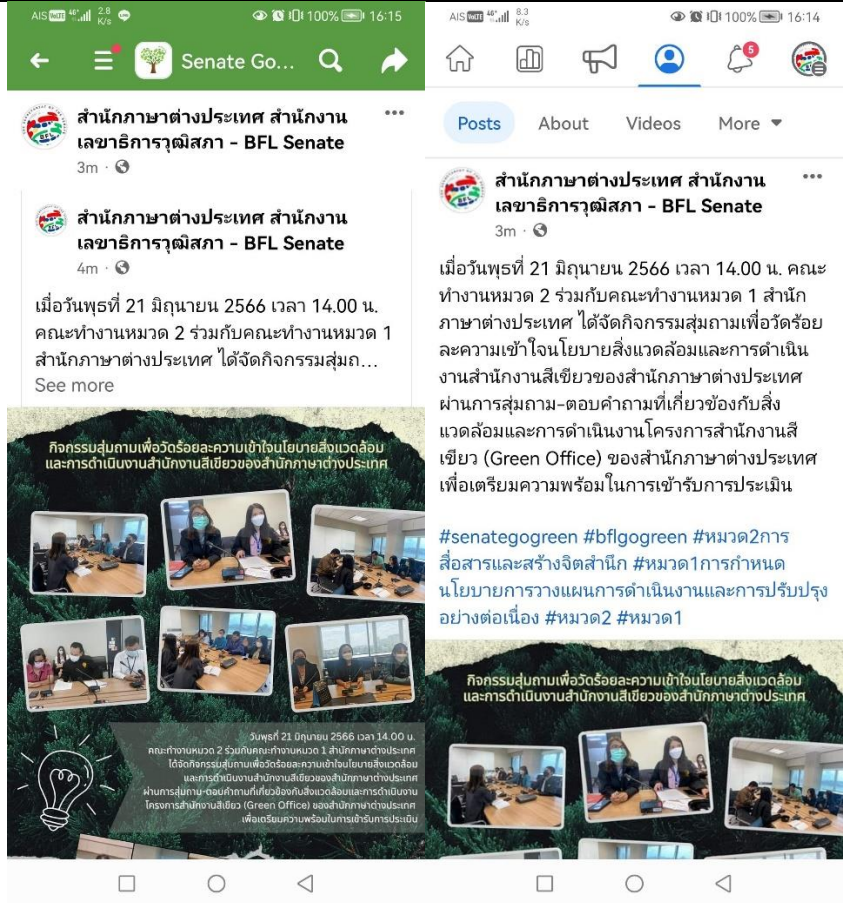 AIS VoLTE 4G 2.8 K/s 100% 16:15
Senate Go...
สำนักภาษาต่างประเทศ สำนักงาน
เลขาธิการวุฒิสภา - BFL Senate
3m
สำนักภาษาต่างประเทศ สำนักงาน
เลขาธิการวุฒิสภา - BFL Senate
4m
เมื่อวันพุธที่ 21 มิถุนายน 2566 เวลา 14.00 น.
คณะทำงานหมวด 2 ร่วมกับคณะทำงานหมวด 1
สำนักภาษาต่างประเทศ ได้จัดกิจกรรมสุ่มถ...
See more
กิจกรรมสุ่มถามเพื่อวัดร้อยละความเข้าใจนโยบายสิ่งแวดล้อม
และการดำเนินงานสำนักงานสีเขียวของสำนักภาษาต่างประเทศ
วันพุธที่ 21 มิถุนายน 2566 เวลา 14.00 น.
คณะทำงานหมวด 2 ร่วมกับคณะทำงานหมวด 1 สำนักภาษาต่างประเทศ
ได้จัดกิจกรรมสุ่มถามเพื่อวัดร้อยละความเข้าใจนโยบายสิ่งแวดล้อม
และการดำเนินงานสำนักงานสีเขียวของสำนักภาษาต่างประเทศ
ผ่านการสุ่มถาม-ตอบคำถามที่เกี่ยวข้องกับสิ่งแวดล้อมและการดำเนินงาน
โครงการสำนักงานสีเขียว (Green Office) ของสำนักภาษาต่างประเทศ
เพื่อเตรียมความพร้อมในการเข้ารับการประเมิน
AIS VoLTE 4G 8.3 K/s 100% 16:14
5
Posts About Videos More
สำนักภาษาต่างประเทศ สำนักงาน
เลขาธิการวุฒิสภา - BFL Senate
3m
เมื่อวันพุธที่ 21 มิถุนายน 2566 เวลา 14.00 น. คณะ
ทำงานหมวด 2 ร่วมกับคณะทำงานหมวด 1 สำนัก
ภาษาต่างประเทศ ได้จัดกิจกรรมสุ่มถามเพื่อวัดร้อย
ละความเข้าใจนโยบายสิ่งแวดล้อมและการดำเนิน
งานสำนักงานสีเขียวของสำนักภาษาต่างประเทศ
ผ่านการสุ่มถาม-ตอบคำถามที่เกี่ยวข้องกับสิ่ง
แวดล้อมและการดำเนินงานโครงการสำนักงานสี
เขียว (Green Office) ของสำนักภาษาต่างประเทศ
เพื่อเตรียมความพร้อมในการเข้ารับการประเมิน
#senategogreen #bflgogreen #หมวด2การ
สื่อสารและสร้างจิตสำนึก #หมวด1การกำหนด
นโยบายการวางแผนการดำเนินงานและการปรับปรุง
อย่างต่อเนื่อง #หมวด2 #หมวด1
กิจกรรมสุ่มถามเพื่อวัดร้อยละความเข้าใจนโยบายสิ่งแวดล้อม
และการดำเนินงานสำนักงานสีเขียวของสำนักภาษาต่างประเทศ